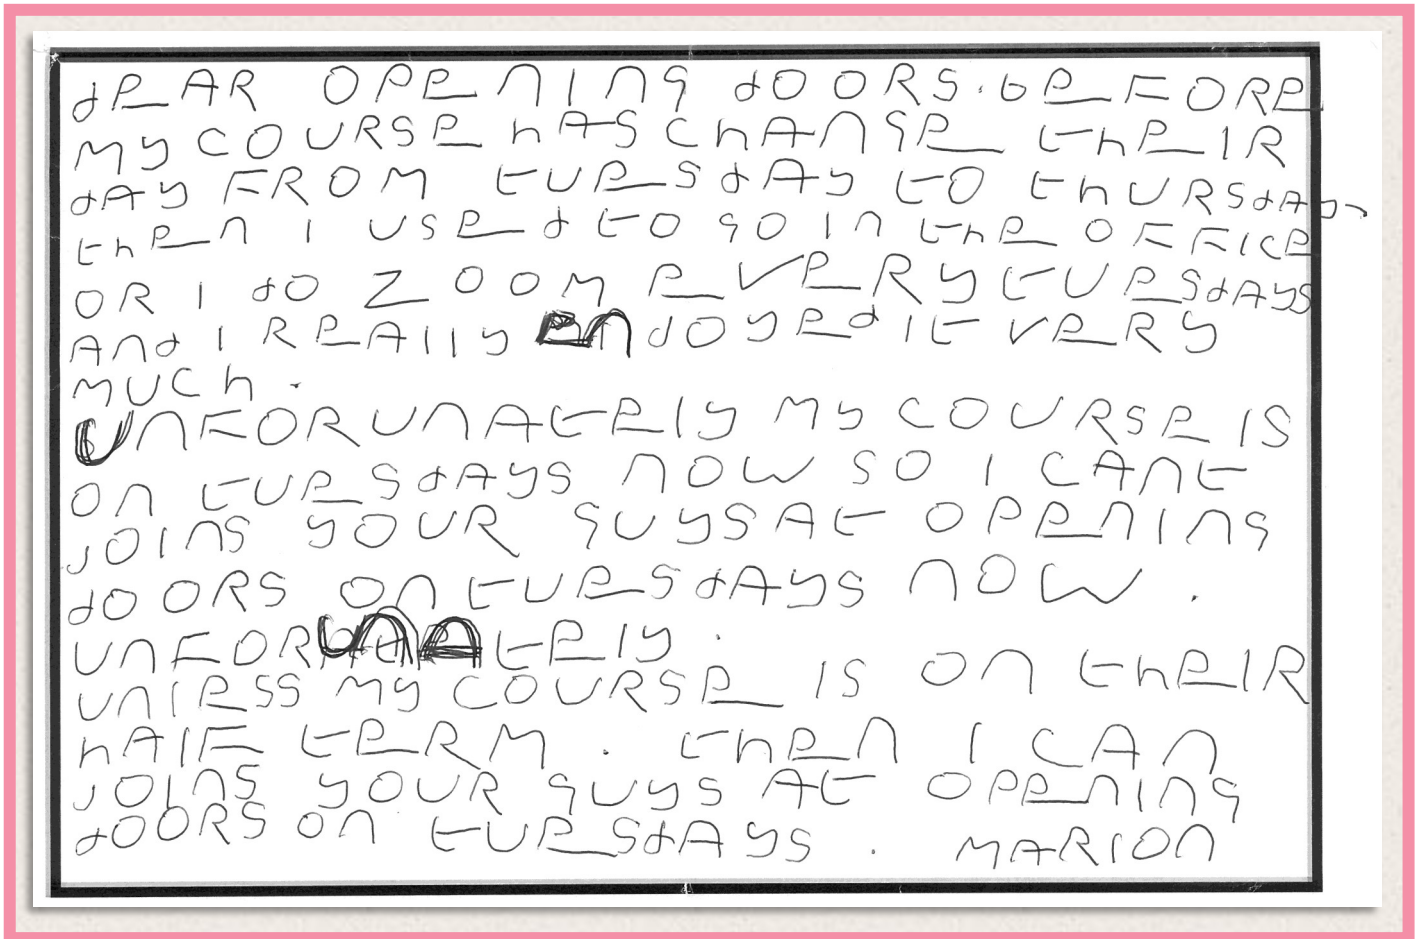 dEAR OPENING dOORS. bEFORE
MY COURSE hAS ChANGE thEIR
dAY FROM tUESdAY tO thURSdAY.
thEN I USEd tO GO IN thE OFFICE
OR I dO ZOOM EVERY tUESdAYS
ANd I REAllY ENdOYEd It VERY
MUCh.
UNFORUNAtElY MY COURSE IS
ON tUESdAYS NOW SO I CANt
JOINS YOUR GUYS At OPENING
dOORS ON tUESdAYS NOW.
UNFORUNAtElY.
UNlESS MY COURSE IS ON thEIR
hAlF tERM. thEN I CAN
JOINS YOUR GUYS At OPENING
dOORS ON tUESdAYS. MARION